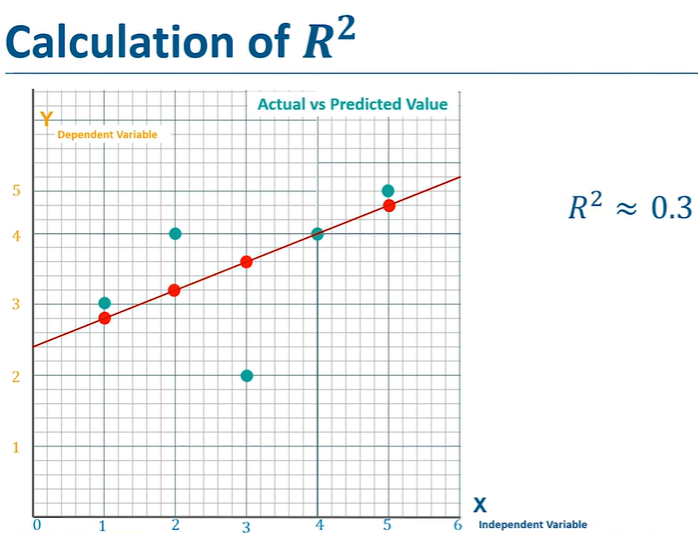 Calculation of R²
Actual vs Predicted Value
Y
Dependent Variable
5
4
3
2
1
R² ≈ 0.3
X
0 1 2 3 4 5 6 Independent Variable